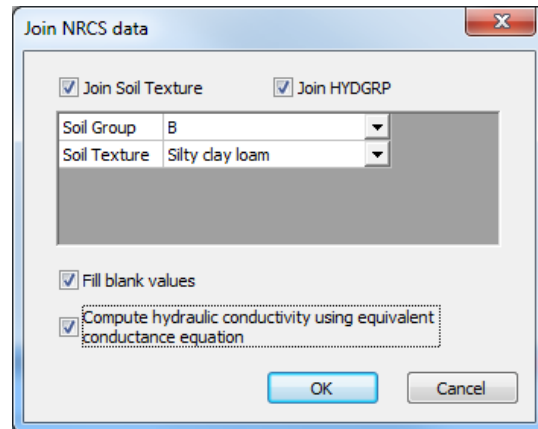 Join NRCS data
Join Soil Texture Join HYDGRP
Soil Group B
Soil Texture Silty clay loam
Fill blank values
Compute hydraulic conductivity using equivalent
conductance equation
OK Cancel